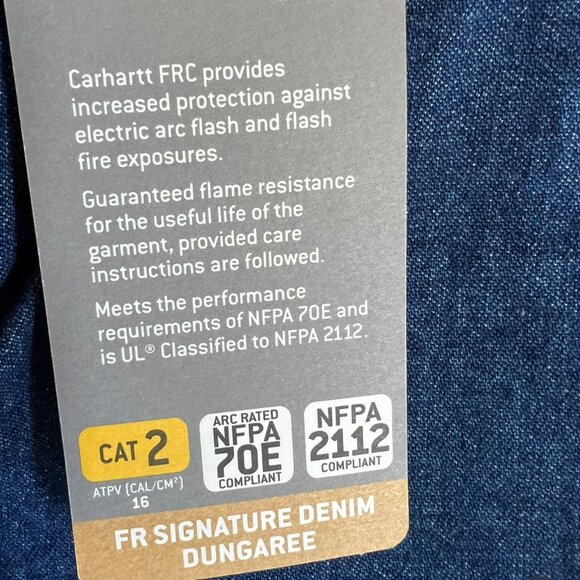 Carhartt FRC provides
increased protection against
electric arc flash and flash
fire exposures.
Guaranteed flame resistance
for the useful life of the
garment, provided care
instructions are followed.
Meets the performance
requirements of NFPA 70E and
is UL® Classified to NFPA 2112.
CAT 2
ATPV (CAL/CM²)
16
ARC RATED
NFPA
70E
COMPLIANT
NFPA
2112
COMPLIANT
FR SIGNATURE DENIM
DUNGAREE